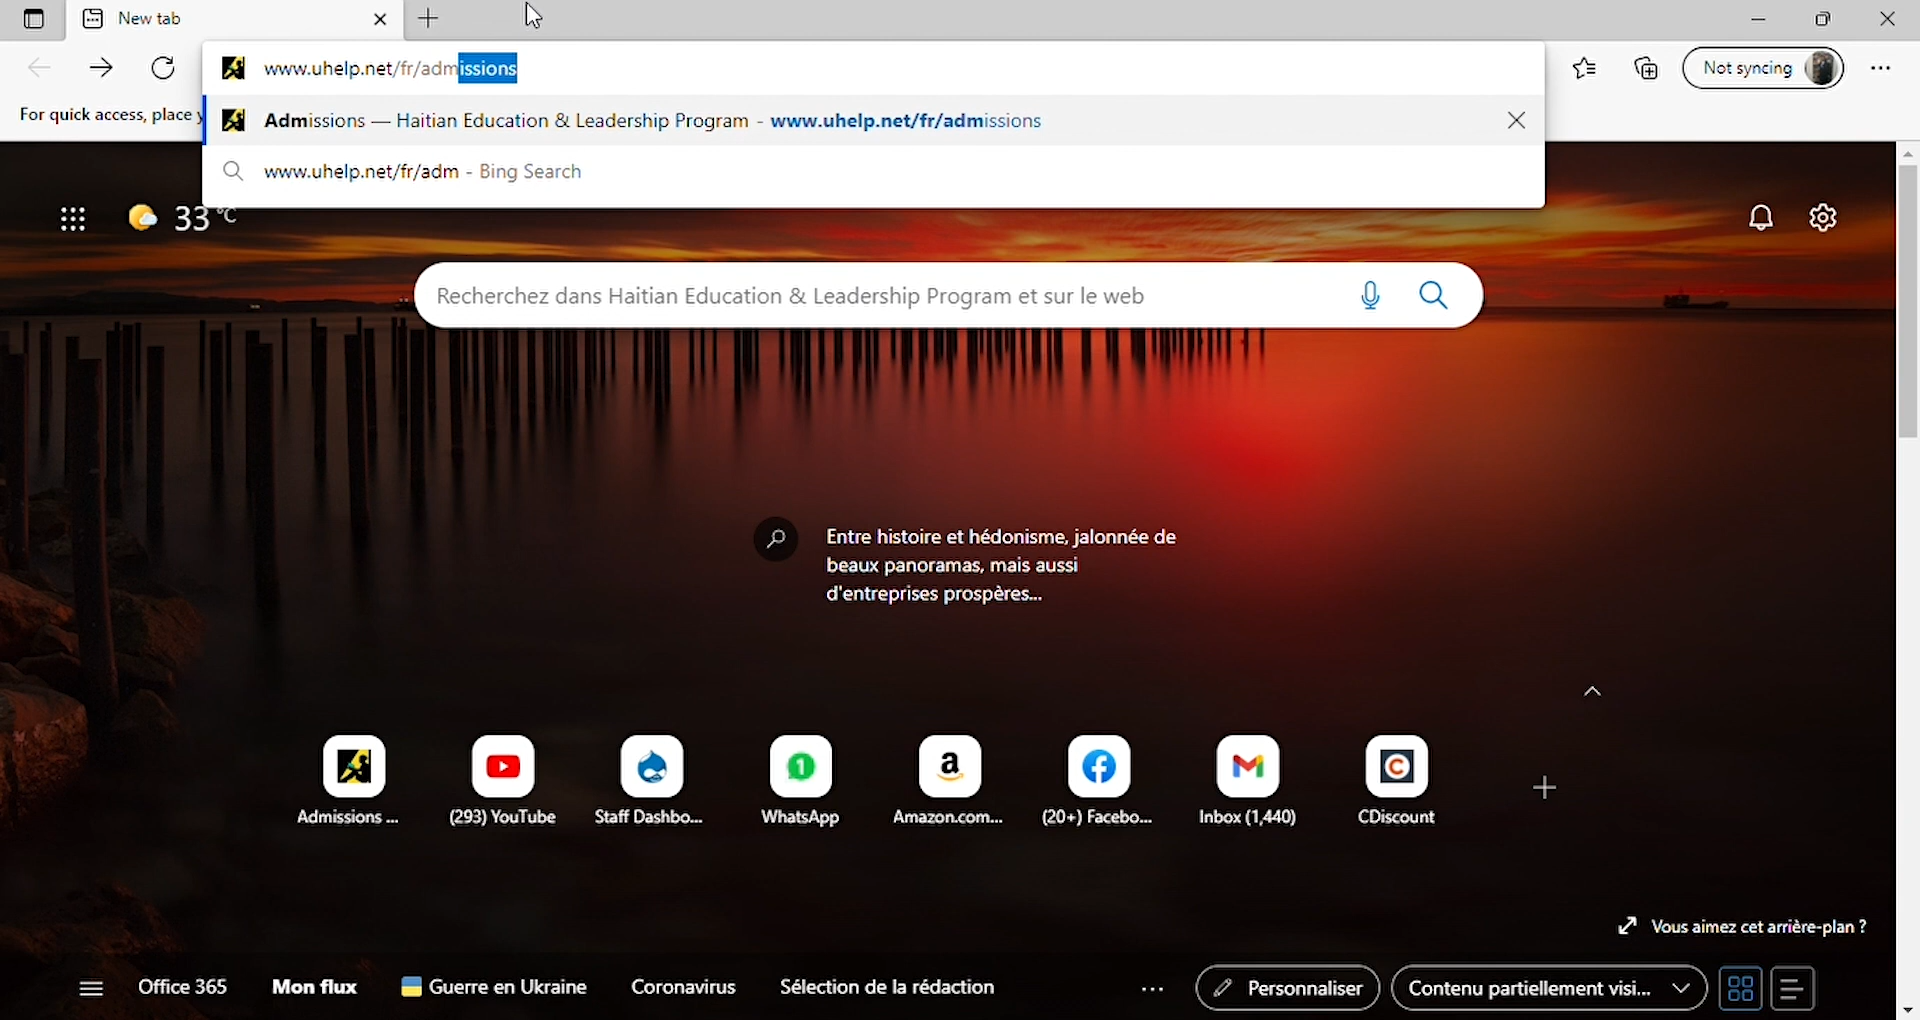 New tab
www.uhelp.net/fr/admissions
Not syncing
For quick access, place
Admissions — Haitian Education & Leadership Program - www.uhelp.net/fr/admissions
www.uhelp.net/fr/adm - Bing Search
33 °C
Recherchez dans Haitian Education & Leadership Program et sur le web
Entre histoire et hédonisme, jalonnée de
beaux panoramas, mais aussi
d'entreprises prospères...
Admissions ...
(293) YouTube
Staff Dashbo...
1
WhatsApp
a
Amazon.com...
(20+) Facebo...
Inbox (1,440)
C
CDiscount
Vous aimez cet arrière-plan ?
Office 365
Mon flux
Guerre en Ukraine
Coronavirus
Sélection de la rédaction
...
Personnaliser
Contenu partiellement visi...